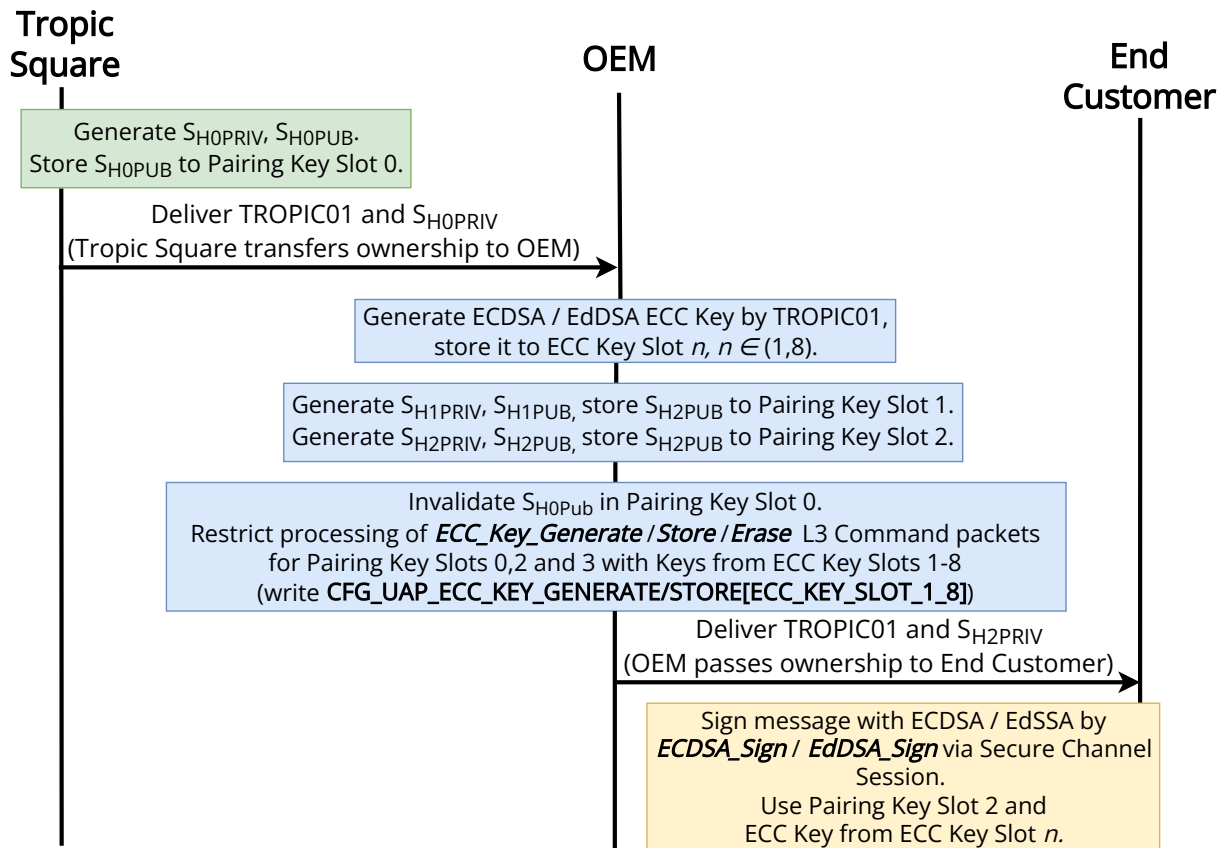 Tropic
Square
OEM
End
Customer
Generate SH0PRIV, SH0PUB.
Store SH0PUB to Pairing Key Slot 0.
Deliver TROPIC01 and SH0PRIV
(Tropic Square transfers ownership to OEM)
Generate ECDSA / EdDSA ECC Key by TROPIC01,
store it to ECC Key Slot n, n ∈ (1,8).
Generate SH1PRIV, SH1PUB, store SH2PUB to Pairing Key Slot 1.
Generate SH2PRIV, SH2PUB, store SH2PUB to Pairing Key Slot 2.
Invalidate SH0Pub in Pairing Key Slot 0.
Restrict processing of ECC_Key_Generate / Store / Erase L3 Command packets
for Pairing Key Slots 0,2 and 3 with Keys from ECC Key Slots 1-8
(write CFG_UAP_ECC_KEY_GENERATE/STORE[ECC_KEY_SLOT_1_8])
Deliver TROPIC01 and SH2PRIV
(OEM passes ownership to End Customer)
Sign message with ECDSA / EdSSA by
ECDSA_Sign / EdDSA_Sign via Secure Channel
Session.
Use Pairing Key Slot 2 and
ECC Key from ECC Key Slot n.